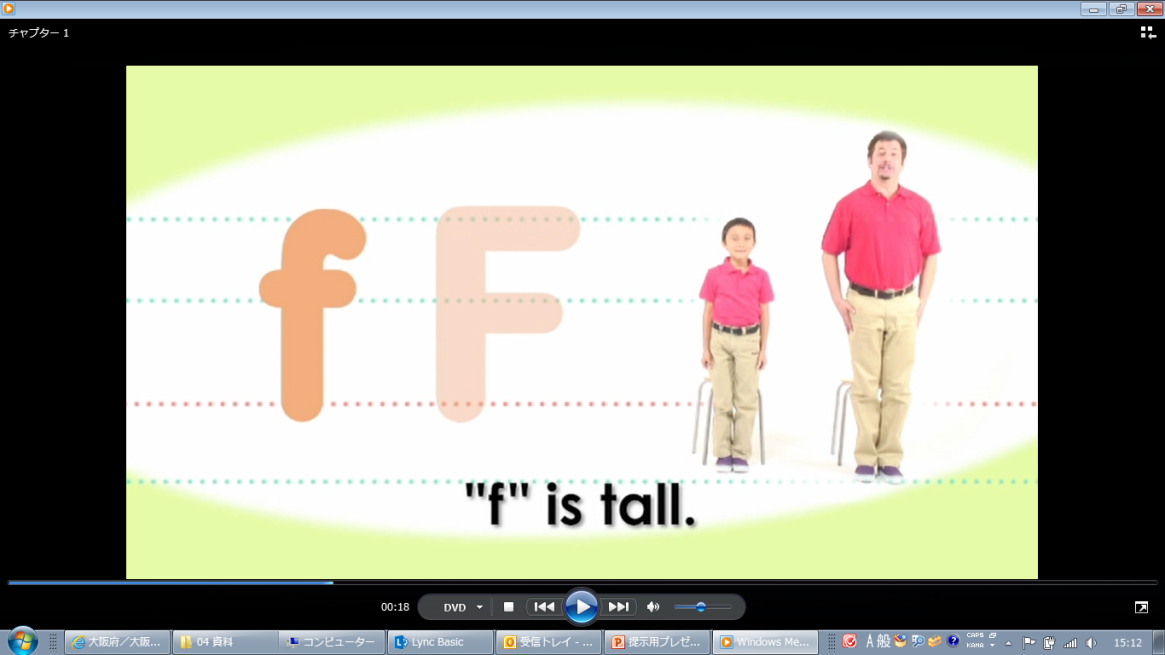 チャプター 1
f F
"f" is tall.
00:18
DVD
大阪府／大阪...
04 資料
コンピューター
Lync Basic
受信トレイ - ...
提示用プレゼ...
Windows Me...
A 般
CAPS
KANA
15:12